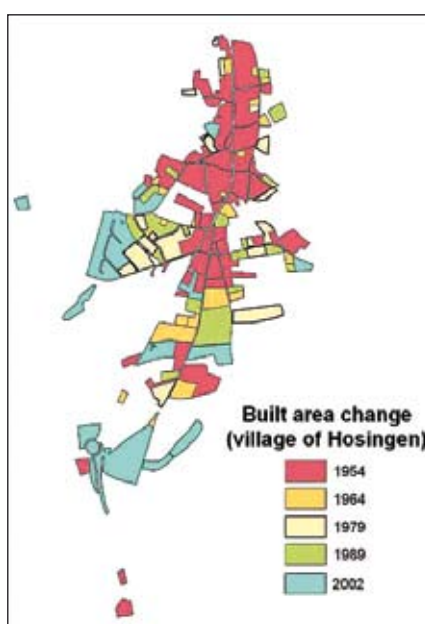 Built area change
(village of Hosingen)
1954
1964
1979
1989
2002